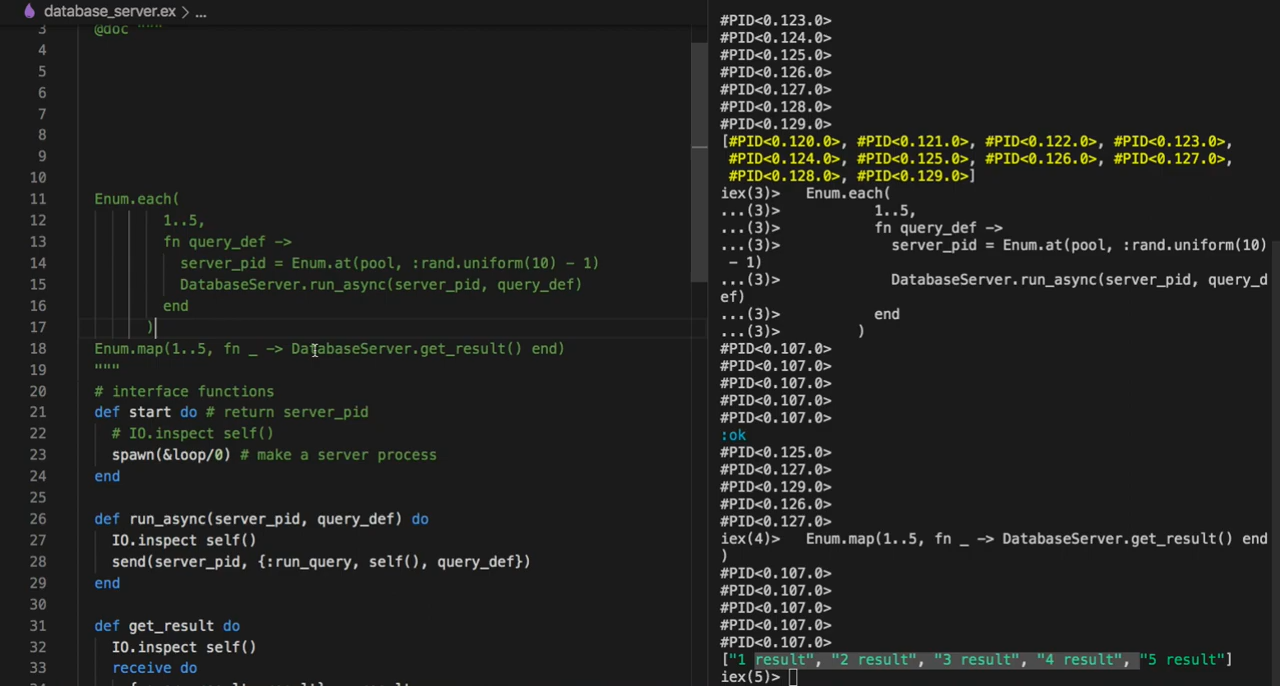 database_server.ex > ...
3 @doc """
4
5
6
7
8
9
10
11 Enum.each(
12 1..5,
13 fn query_def ->
14 server_pid = Enum.at(pool, :rand.uniform(10) - 1)
15 DatabaseServer.run_async(server_pid, query_def)
16 end
17 )
18 Enum.map(1..5, fn _ -> DatabaseServer.get_result() end)
19 """
20 # interface functions
21 def start do # return server_pid
22 # IO.inspect self()
23 spawn(&loop/0) # make a server process
24 end
25
26 def run_async(server_pid, query_def) do
27 IO.inspect self()
28 send(server_pid, {:run_query, self(), query_def})
29 end
30
31 def get_result do
32 IO.inspect self()
33 receive do
#PID<0.123.0>
#PID<0.124.0>
#PID<0.125.0>
#PID<0.126.0>
#PID<0.127.0>
#PID<0.128.0>
#PID<0.129.0>
[#PID<0.120.0>, #PID<0.121.0>, #PID<0.122.0>, #PID<0.123.0>,
#PID<0.124.0>, #PID<0.125.0>, #PID<0.126.0>, #PID<0.127.0>,
#PID<0.128.0>, #PID<0.129.0>]
iex(3)> Enum.each(
...(3)> 1..5,
...(3)> fn query_def ->
...(3)> server_pid = Enum.at(pool, :rand.uniform(10)
- 1)
...(3)> DatabaseServer.run_async(server_pid, query_d
ef)
...(3)> end
...(3)> )
#PID<0.107.0>
#PID<0.107.0>
#PID<0.107.0>
#PID<0.107.0>
#PID<0.107.0>
:ok
#PID<0.125.0>
#PID<0.127.0>
#PID<0.129.0>
#PID<0.126.0>
#PID<0.127.0>
iex(4)> Enum.map(1..5, fn _ -> DatabaseServer.get_result() end
)
#PID<0.107.0>
#PID<0.107.0>
#PID<0.107.0>
#PID<0.107.0>
#PID<0.107.0>
["1 result", "2 result", "3 result", "4 result", "5 result"]
iex(5)>